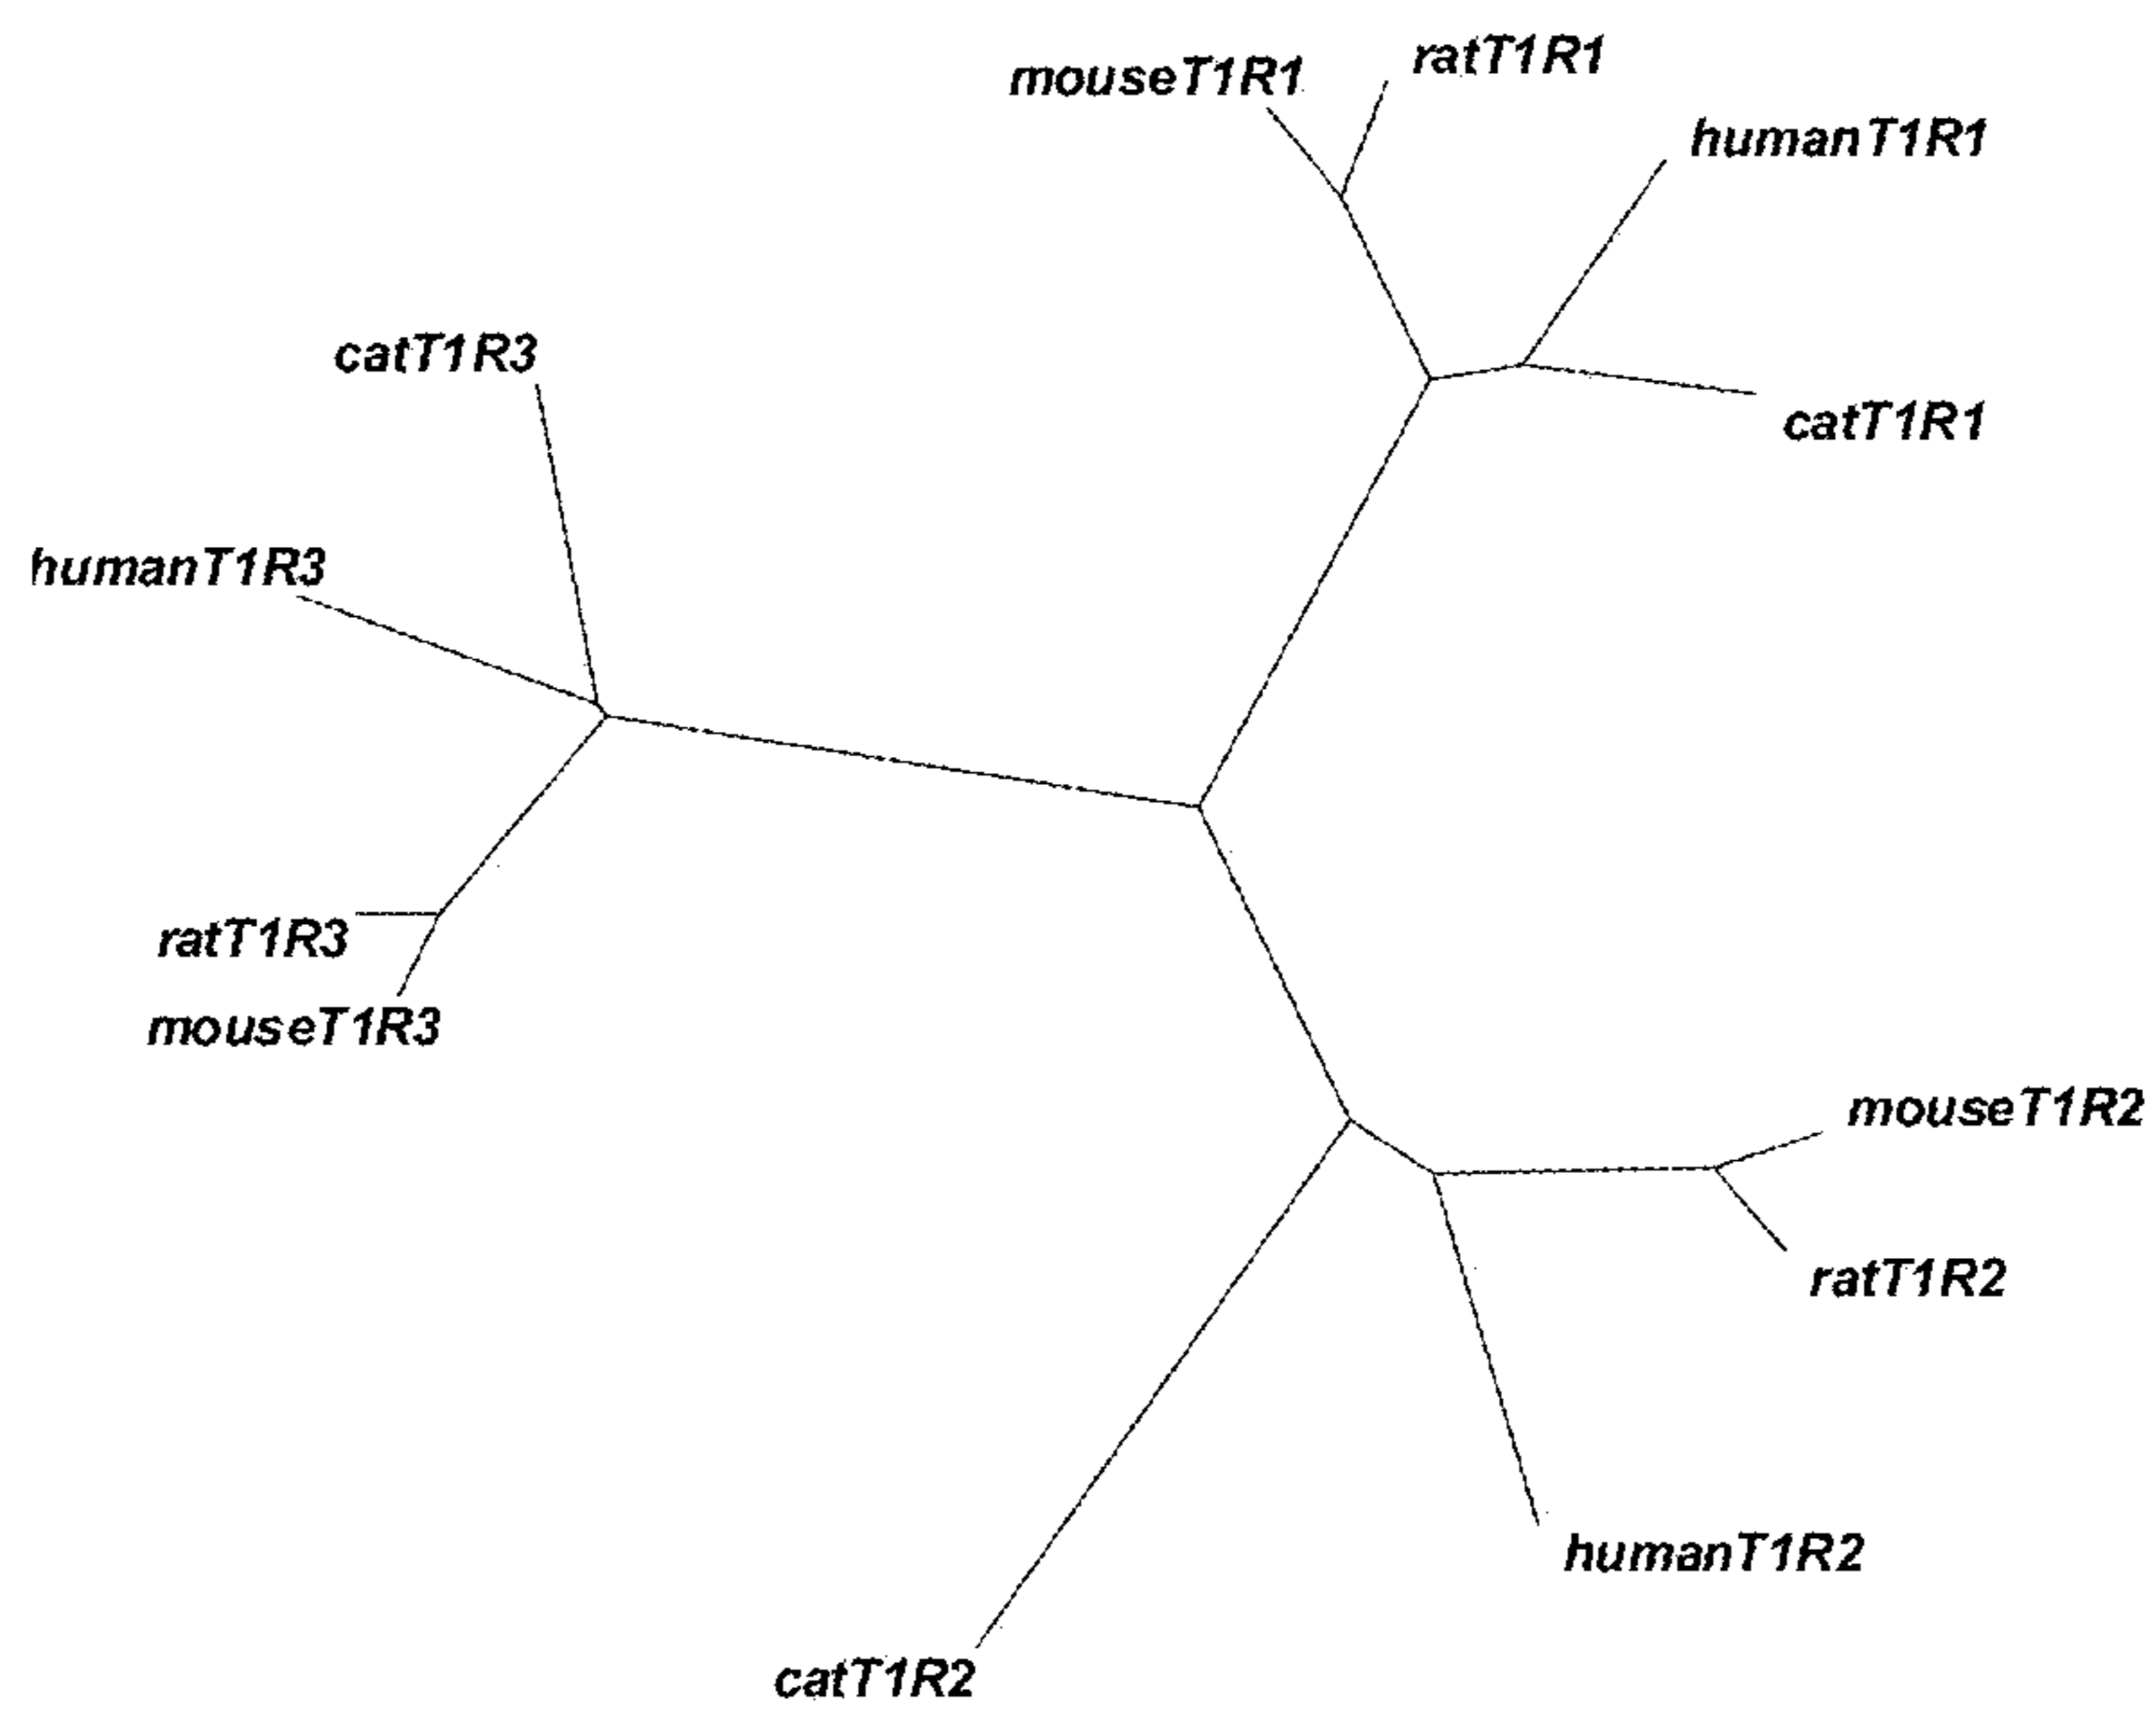 ratT1R1
mouseT1R1
humanT1R1
catT1R3
catT1R1
humanT1R3
ratT1R3
mouseT1R3
mouseT1R2
ratT1R2
humanT1R2
catT1R2